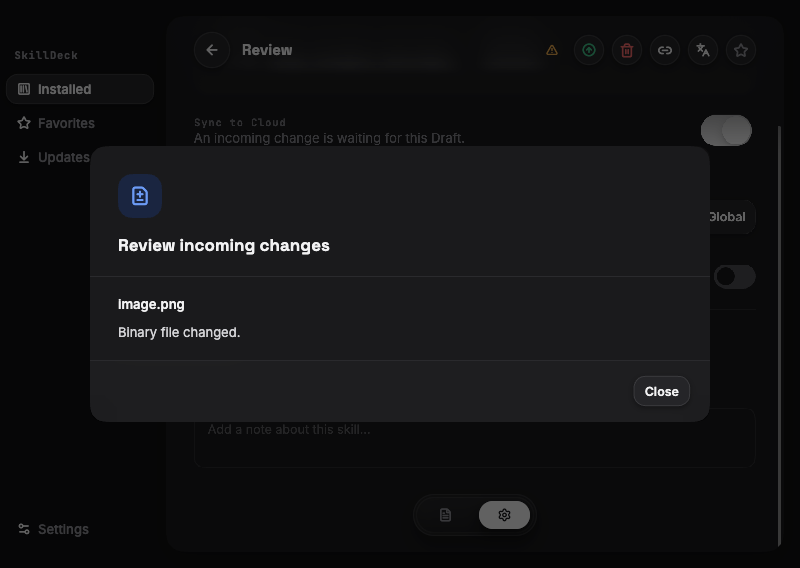 SkillDeck
Review
Installed
Favorites
Updates
Sync to Cloud
An incoming change is waiting for this Draft.
Global
Review incoming changes
image.png
Binary file changed.
Close
Add a note about this skill...
Settings